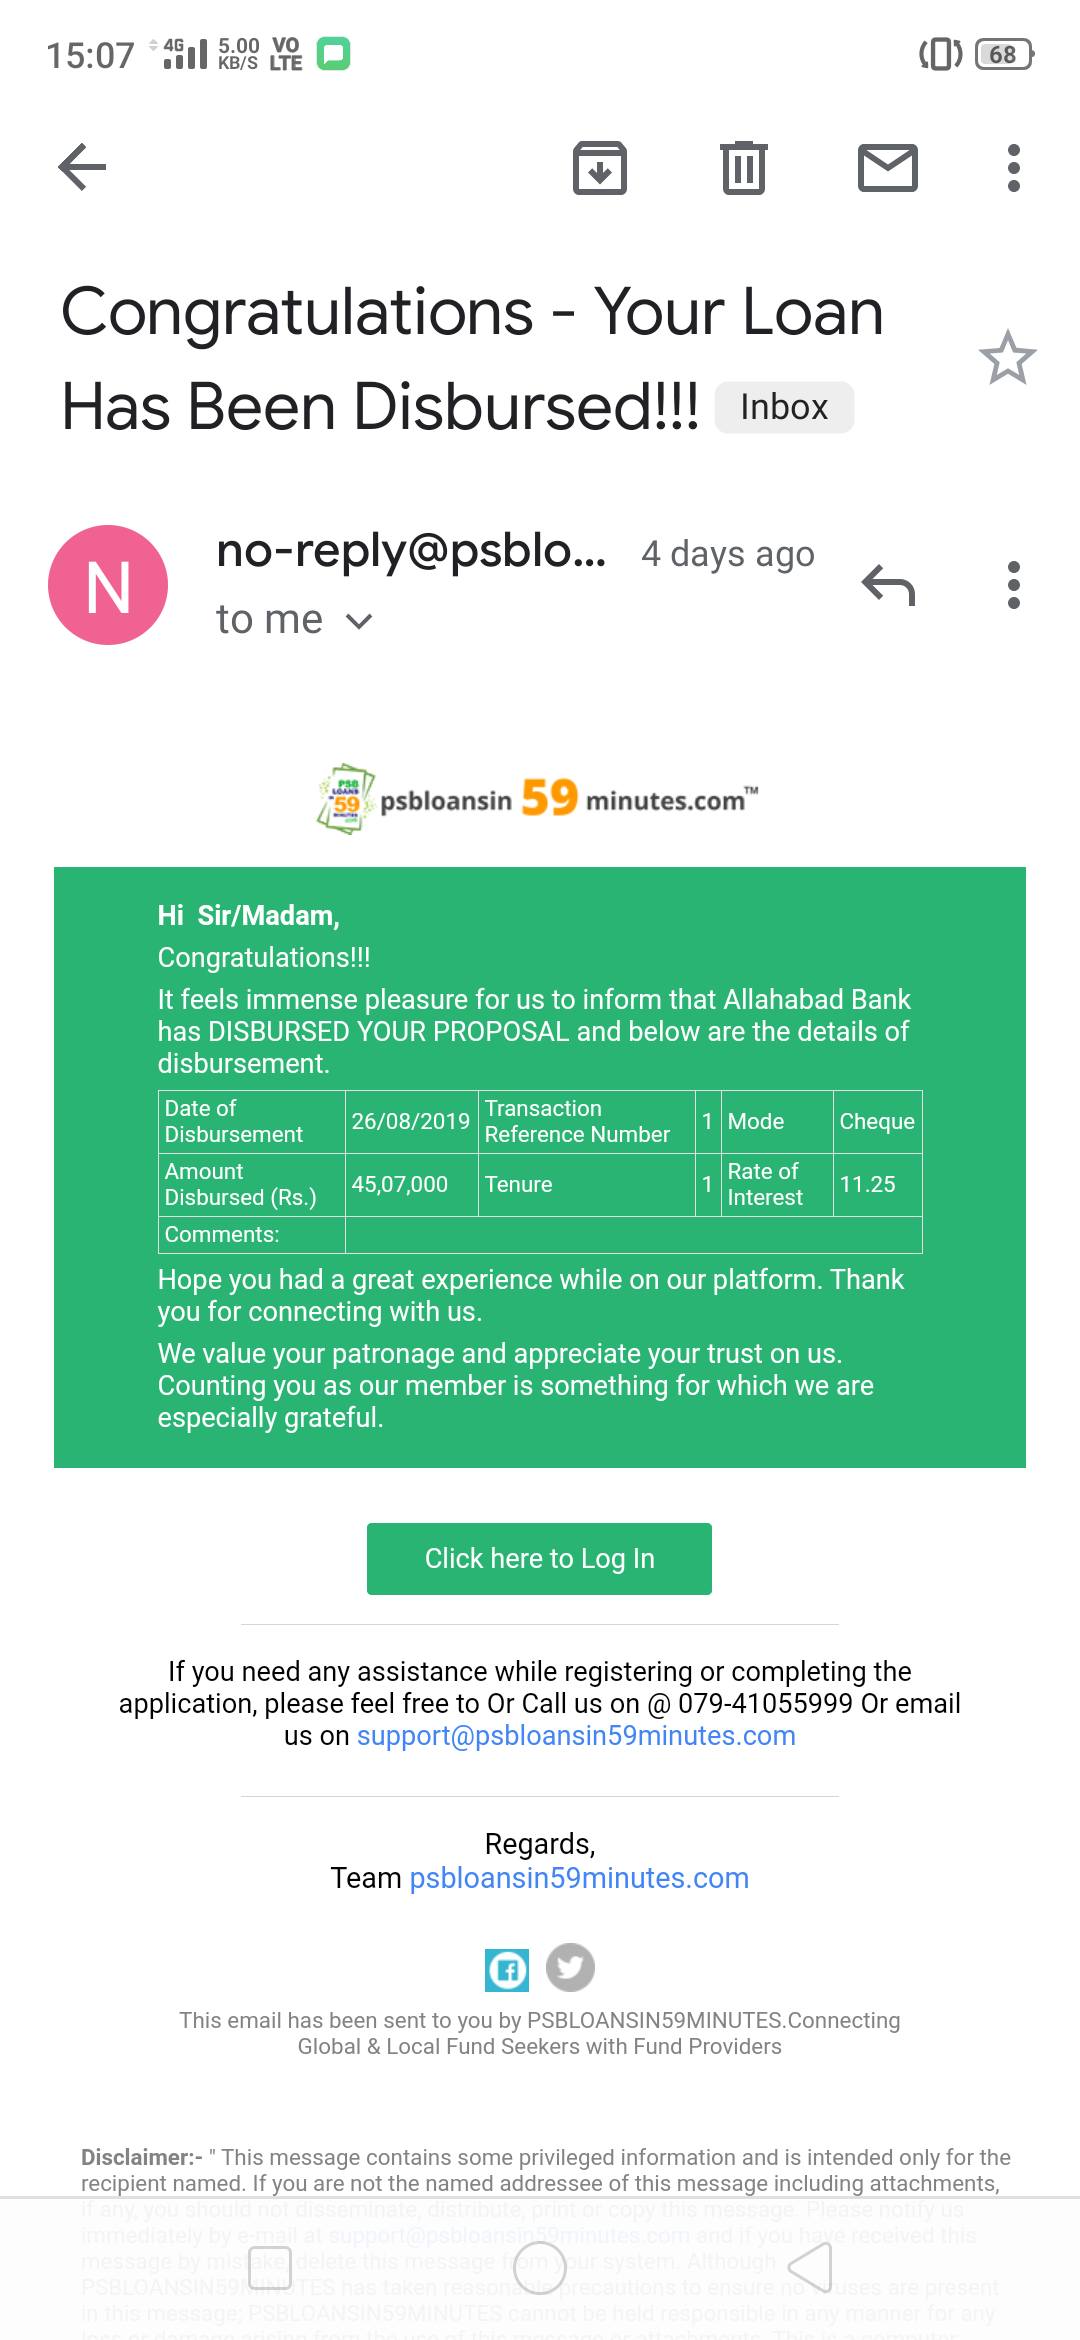 15:07 4G 5.00 KB/S VO LTE 68
Congratulations - Your Loan
Has Been Disbursed!!! Inbox
N
no-reply@psblo... 4 days ago
to me
PSB LOANS IN 59 MINUTES .com
psbloansin 59 minutes.com™
Hi Sir/Madam,
Congratulations!!!
It feels immense pleasure for us to inform that Allahabad Bank
has DISBURSED YOUR PROPOSAL and below are the details of
disbursement.
Date of Disbursement 26/08/2019 Transaction Reference Number 1 Mode Cheque
Amount Disbursed (Rs.) 45,07,000 Tenure 1 Rate of Interest 11.25
Comments:
Hope you had a great experience while on our platform. Thank
you for connecting with us.
We value your patronage and appreciate your trust on us.
Counting you as our member is something for which we are
especially grateful.
Click here to Log In
If you need any assistance while registering or completing the
application, please feel free to Or Call us on @ 079-41055999 Or email
us on support@psbloansin59minutes.com
Regards,
Team psbloansin59minutes.com
This email has been sent to you by PSBLOANSIN59MINUTES.Connecting
Global & Local Fund Seekers with Fund Providers
Disclaimer:- " This message contains some privileged information and is intended only for the
recipient named. If you are not the named addressee of this message including attachments,
if any, you should not disseminate, distribute, print or copy this message. Please notify us
immediately by e-mail at support@psbloansin59minutes.com and if you have received this
message by mistake, delete this message from your system. Although
PSBLOANSIN59MINUTES has taken reasonable precautions to ensure no viruses are present
in this message; PSBLOANSIN59MINUTES cannot be held responsible in any manner for any